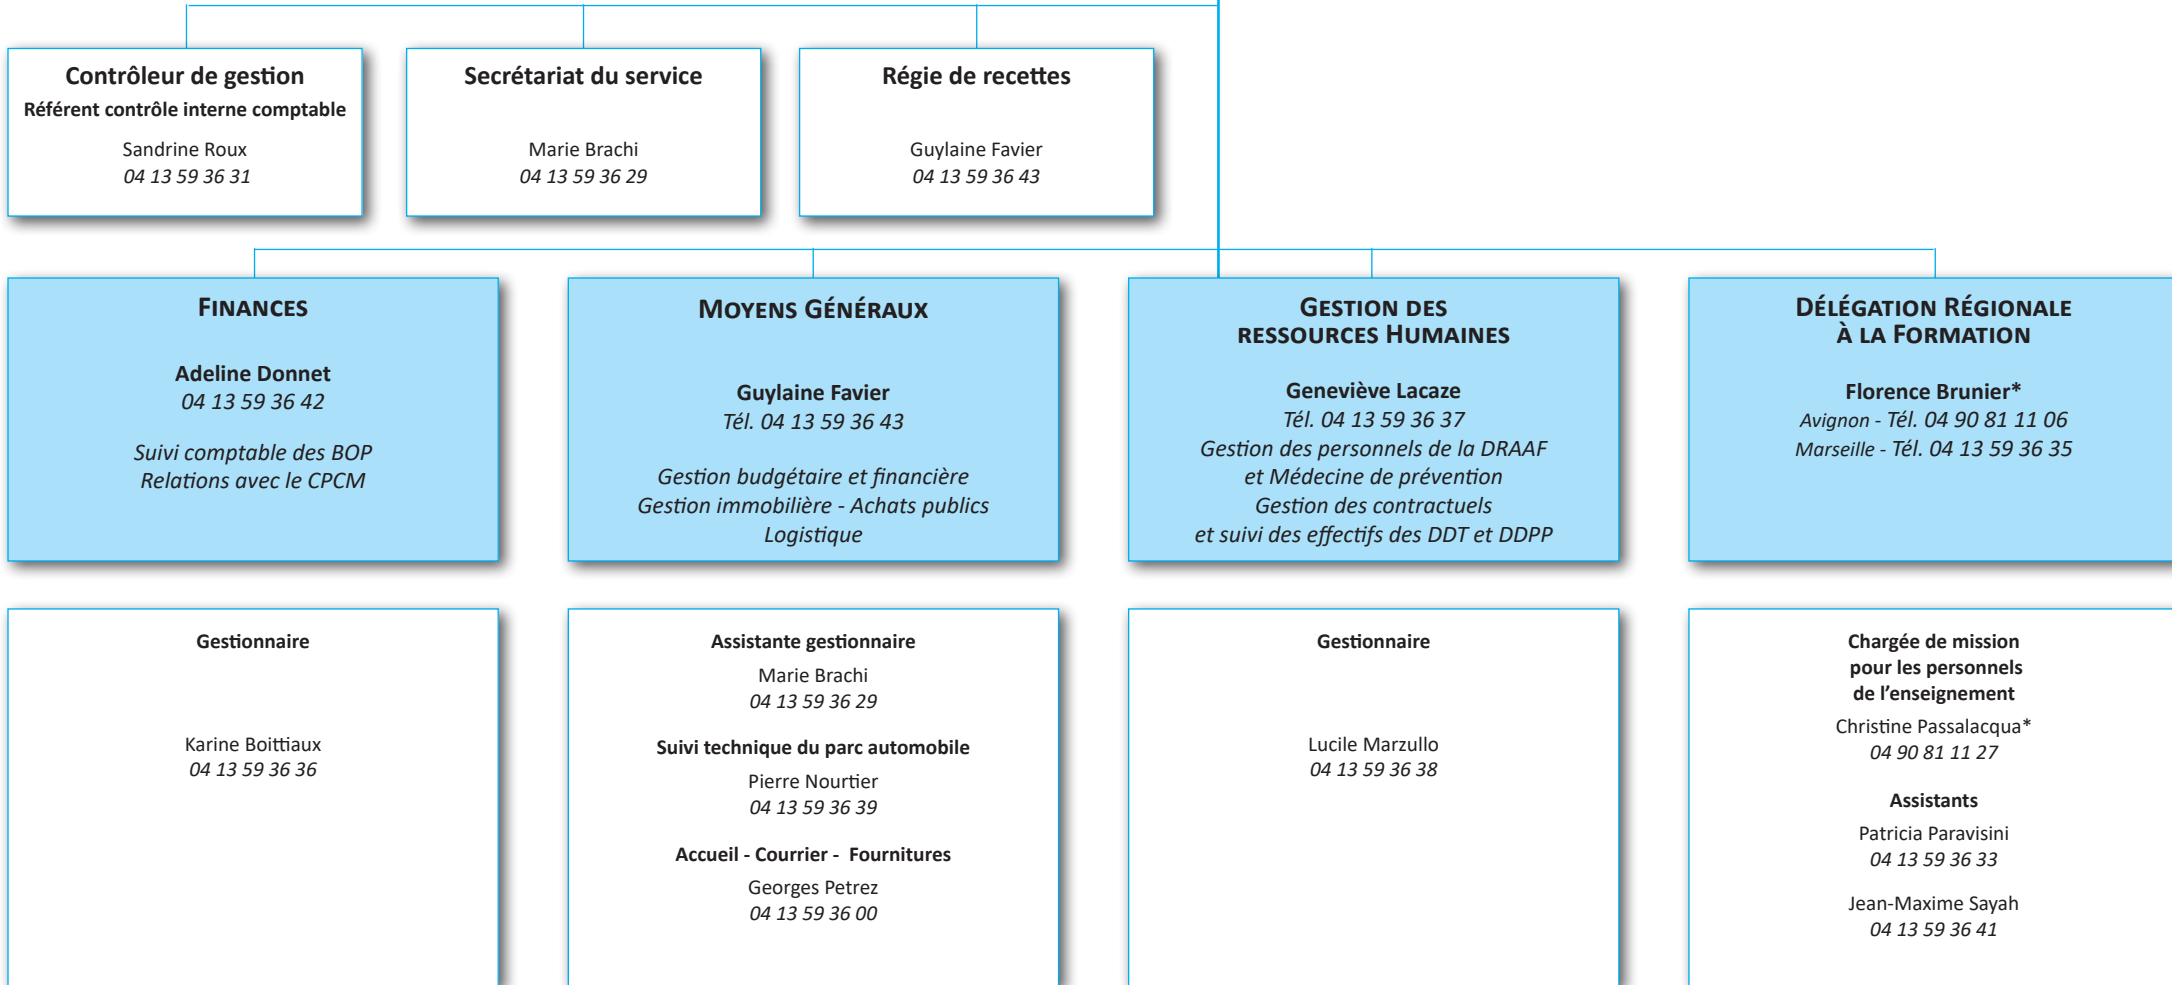 Contrôleur de gestion
Référent contrôle interne comptable
Sandrine Roux
04 13 59 36 31
Secrétariat du service
Marie Brachi
04 13 59 36 29
Régie de recettes
Guylaine Favier
04 13 59 36 43
Finances
Adeline Donnet
04 13 59 36 42
Suivi comptable des BOP
Relations avec le CPCM
Moyens Généraux
Guylaine Favier
Tél. 04 13 59 36 43
Gestion budgétaire et financière
Gestion immobilière - Achats publics
Logistique
Gestion des
ressources Humaines
Geneviève Lacaze
Tél. 04 13 59 36 37
Gestion des personnels de la DRAAF
et Médecine de prévention
Gestion des contractuels
et suivi des effectifs des DDT et DDPP
Délégation Régionale
à la Formation
Florence Brunier*
Avignon - Tél. 04 90 81 11 06
Marseille - Tél. 04 13 59 36 35
Gestionnaire
Karine Boittiaux
04 13 59 36 36
Assistante gestionnaire
Marie Brachi
04 13 59 36 29
Suivi technique du parc automobile
Pierre Nourtier
04 13 59 36 39
Accueil - Courrier - Fournitures
Georges Petrez
04 13 59 36 00
Gestionnaire
Lucile Marzullo
04 13 59 36 38
Chargée de mission
pour les personnels
de l’enseignement
Christine Passalacqua*
04 90 81 11 27
Assistants
Patricia Paravisini
04 13 59 36 33
Jean-Maxime Sayah
04 13 59 36 41